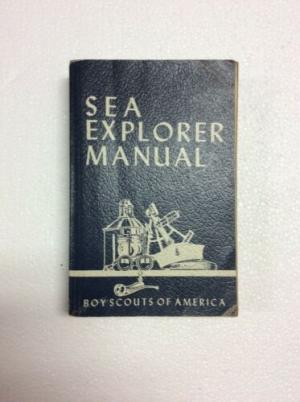 SEA
EXPLORER
MANUAL
BOY SCOUTS OF AMERICA